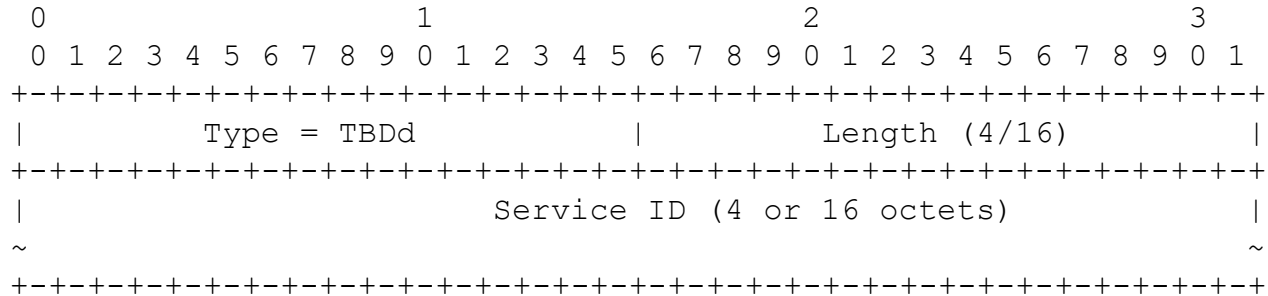 0                   1                   2                   3
 0 1 2 3 4 5 6 7 8 9 0 1 2 3 4 5 6 7 8 9 0 1 2 3 4 5 6 7 8 9 0 1
+-+-+-+-+-+-+-+-+-+-+-+-+-+-+-+-+-+-+-+-+-+-+-+-+-+-+-+-+-+-+-+-+
|         Type = TBDd           |         Length (4/16)         |
+-+-+-+-+-+-+-+-+-+-+-+-+-+-+-+-+-+-+-+-+-+-+-+-+-+-+-+-+-+-+-+-+
|                        Service ID (4 or 16 octets)            |
~                                                               ~
+-+-+-+-+-+-+-+-+-+-+-+-+-+-+-+-+-+-+-+-+-+-+-+-+-+-+-+-+-+-+-+-+